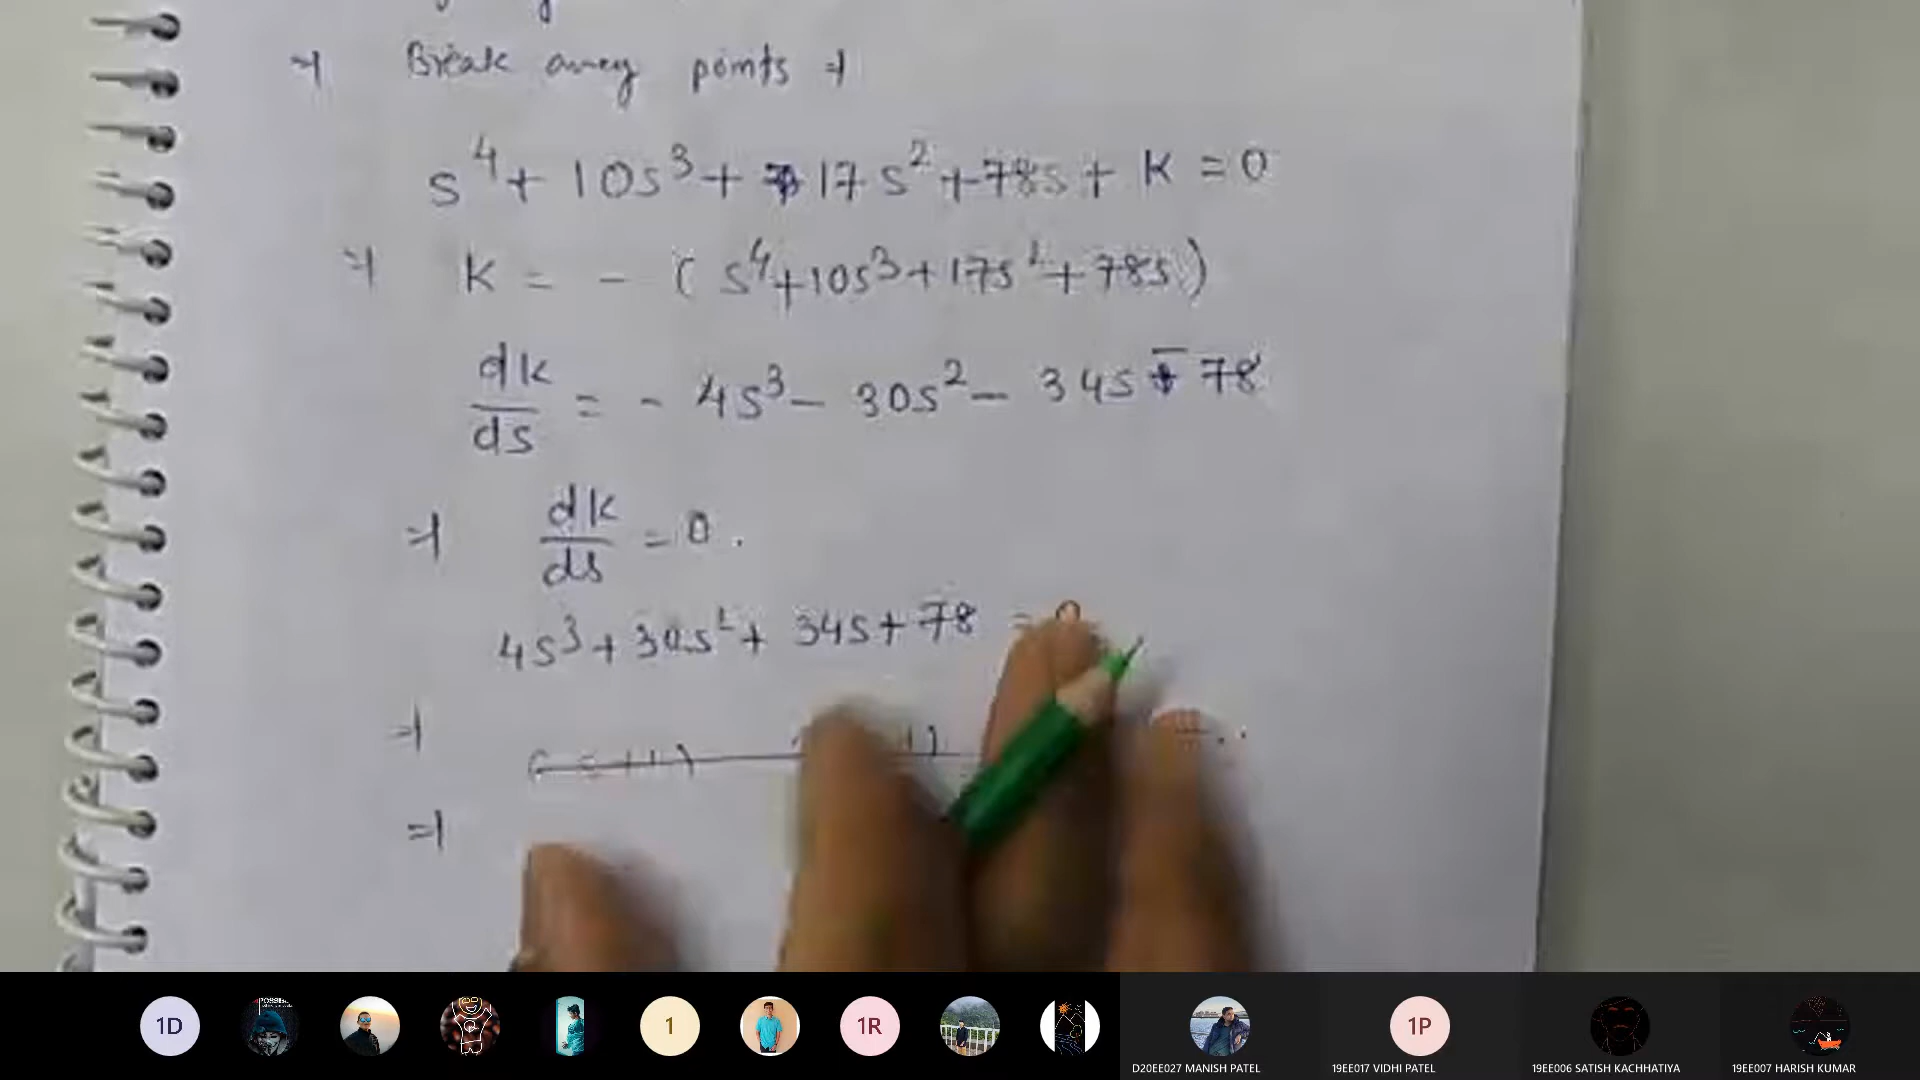 ⇒ Break away points ⇒
s⁴ + 10s³ + 17s² + 78s + K = 0
⇒ K = - (s⁴+10s³+17s²+78s)
dk/ds = - 4s³ - 30s² - 34s - 78
⇒ dk/ds = 0.
4s³ + 30s² + 34s + 78 = 0
⇒
⇒
1D
1
1R
1P
D20EE027 MANISH PATEL
19EE017 VIDHI PATEL
19EE006 SATISH KACHHATIYA
19EE007 HARISH KUMAR